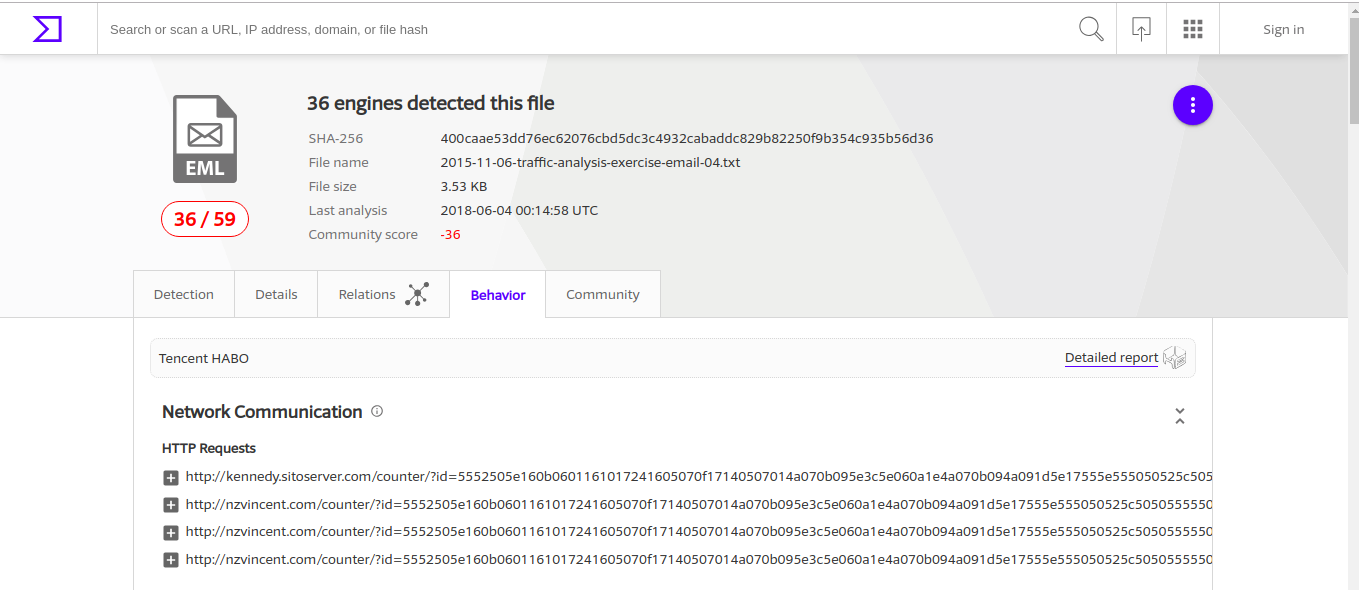 Search or scan a URL, IP address, domain, or file hash
Sign in
36 engines detected this file
SHA-256 400caae53dd76ec62076cbd5dc3c4932cabaddc829b82250f9b354c935b56d36
File name 2015-11-06-traffic-analysis-exercise-email-04.txt
File size 3.53 KB
Last analysis 2018-06-04 00:14:58 UTC
Community score -36
EML
36 / 59
Detection Details Relations Behavior Community
Tencent HABO Detailed report
Network Communication
HTTP Requests
http://kennedy.sitoserver.com/counter/?id=5552505e160b0601161017241605070f17140507014a070b095e3c5e060a1e4a070b094a091d5e17555e555050525c505
http://nzvincent.com/counter/?id=5552505e160b0601161017241605070f17140507014a070b095e3c5e060a1e4a070b094a091d5e17555e555050525c5050555550
http://nzvincent.com/counter/?id=5552505e160b0601161017241605070f17140507014a070b095e3c5e060a1e4a070b094a091d5e17555e555050525c5050555550
http://nzvincent.com/counter/?id=5552505e160b0601161017241605070f17140507014a070b095e3c5e060a1e4a070b094a091d5e17555e555050525c5050555550